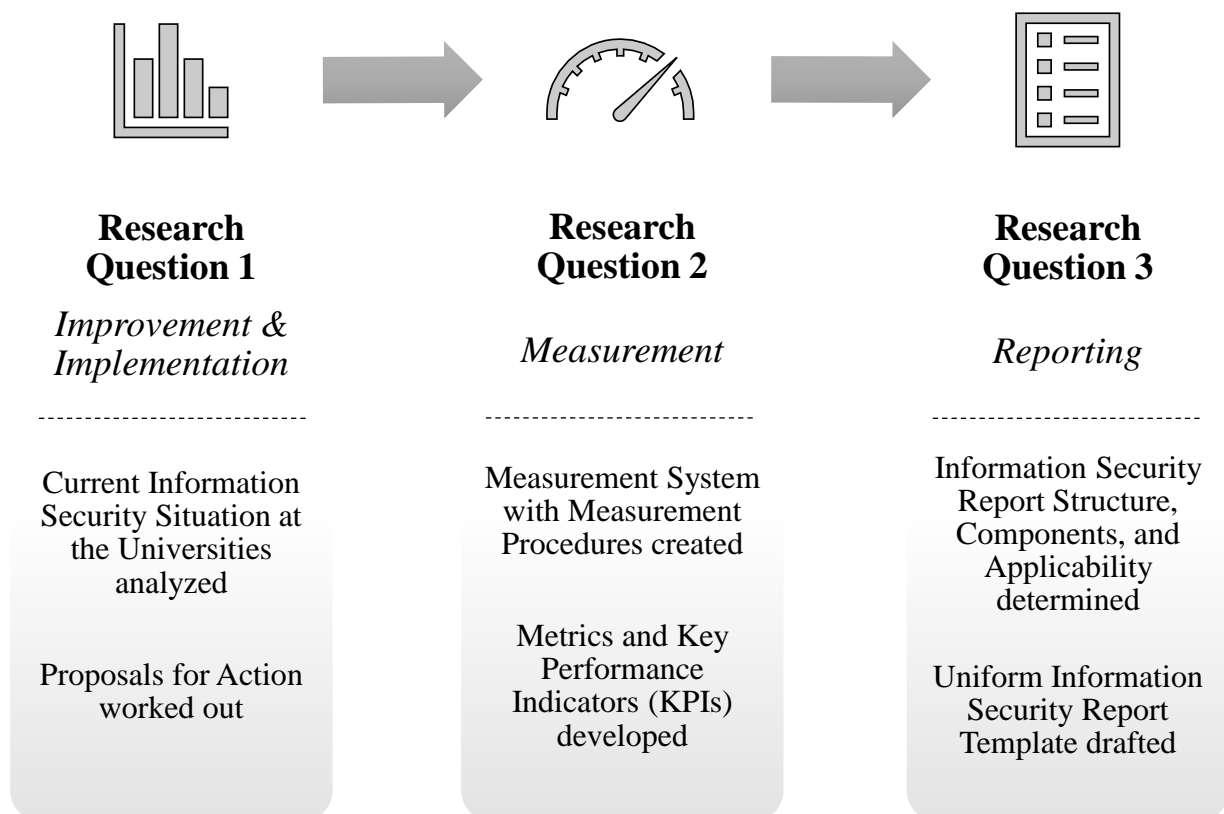 Research
Question 1
Improvement &
Implementation
Current Information
Security Situation at
the Universities
analyzed
Proposals for Action
worked out
Research
Question 2
Measurement
Measurement System
with Measurement
Procedures created
Metrics and Key
Performance
Indicators (KPIs)
developed
Research
Question 3
Reporting
Information Security
Report Structure,
Components, and
Applicability
determined
Uniform Information
Security Report
Template drafted